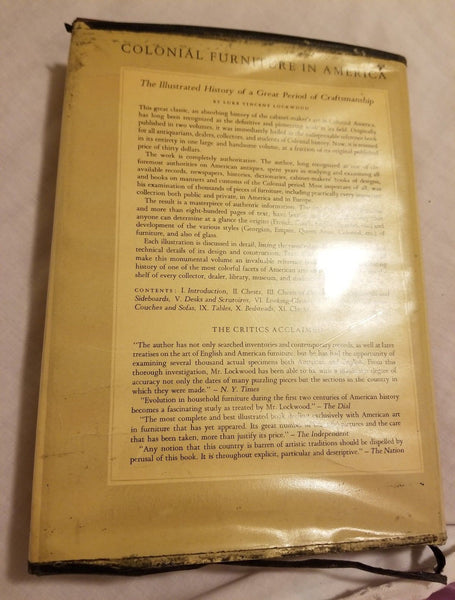 COLONIAL FURNITURE IN AMERICA
The Illustrated History of a Great Period of Craftsmanship
BY LUKE VINCENT LOCKWOOD
This great classic, an absorbing history of the cabinet-maker's art in Colonial America,
has long been recognized as the definitive and pioneering work in its field. Originally
published in two volumes, it was immediately hailed as the indispensable reference book
for all antiquarians, dealers, collectors, and students of Colonial history. Now, it is reissued
in its entirety in one large and handsome volume, at a fraction of its original published
price of thirty dollars.
The work is completely authoritative. The author, long recognized as one of the
foremost authorities on American antiques, spent years in studying and examining all
available records, newspapers, histories, dictionaries, cabinet-makers' books of designs,
and books on manners and customs of the Colonial period. Most important of all, was
his examination of thousands of pieces of furniture, including practically every
collection both public and private, in America and in Europe.
The result is a masterpiece of authentic information. The
and more than eight-hundred pages of text, have been
anyone can determine at a glance the origins
development of the various styles (Georgian, Empire, Queen Anne, Colonial, etc.) of
furniture, and also of glass.
Each illustration is discussed in detail, listing the
technical details of its design and construction.
make this monumental volume an invaluable reference
history of one of the most colorful facets of American
shelf of every collector, dealer, library, museum, and
CONTENTS: I. Introduction, II. Chests, III. Chests of
Sideboards, V. Desks and Scrutoires, VI. Looking-Glasses
Couches and Sofas, IX. Tables, X. Bedsteads, XI.
THE CRITICS ACCLAIM
"The author has not only searched inventories and contemporary records, as well as later
treatises on the art of English and American furniture, but he has had the opportunity of
examining several thousand actual specimens both American and English. From this
thorough investigation, Mr. Lockwood has been able to fix with a degree of
accuracy not only the dates of many puzzling pieces but the sections in the country in
which they were made." – N. Y. Times
"Evolution in household furniture during the first two centuries of American history
becomes a fascinating study as treated by Mr. Lockwood." – The Dial
"The most complete and best illustrated book dealing exclusively with American art
in furniture that has yet appeared. Its great number of pictures and the care
that has been taken, more than justify its price." – The Independent
"Any notion that this country is barren of artistic traditions should be dispelled by
perusal of this book. It is throughout explicit, particular and descriptive." – The Nation